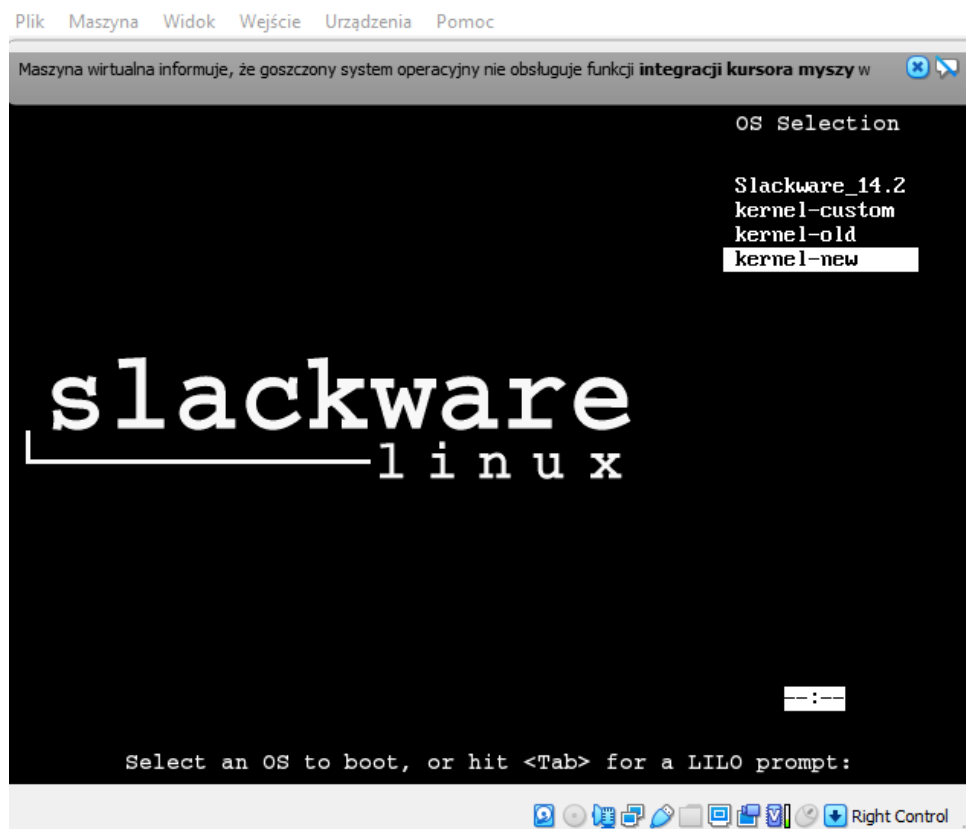 Plik Maszyna Widok Wejście Urządzenia Pomoc
Maszyna wirtualna informuje, że goszczony system operacyjny nie obsługuje funkcji integracji kursora myszy w
OS Selection
Slackware_14.2
kernel-custom
kernel-old
kernel-new
slackware
linux
--:--
Select an OS to boot, or hit <Tab> for a LILO prompt:
Right Control